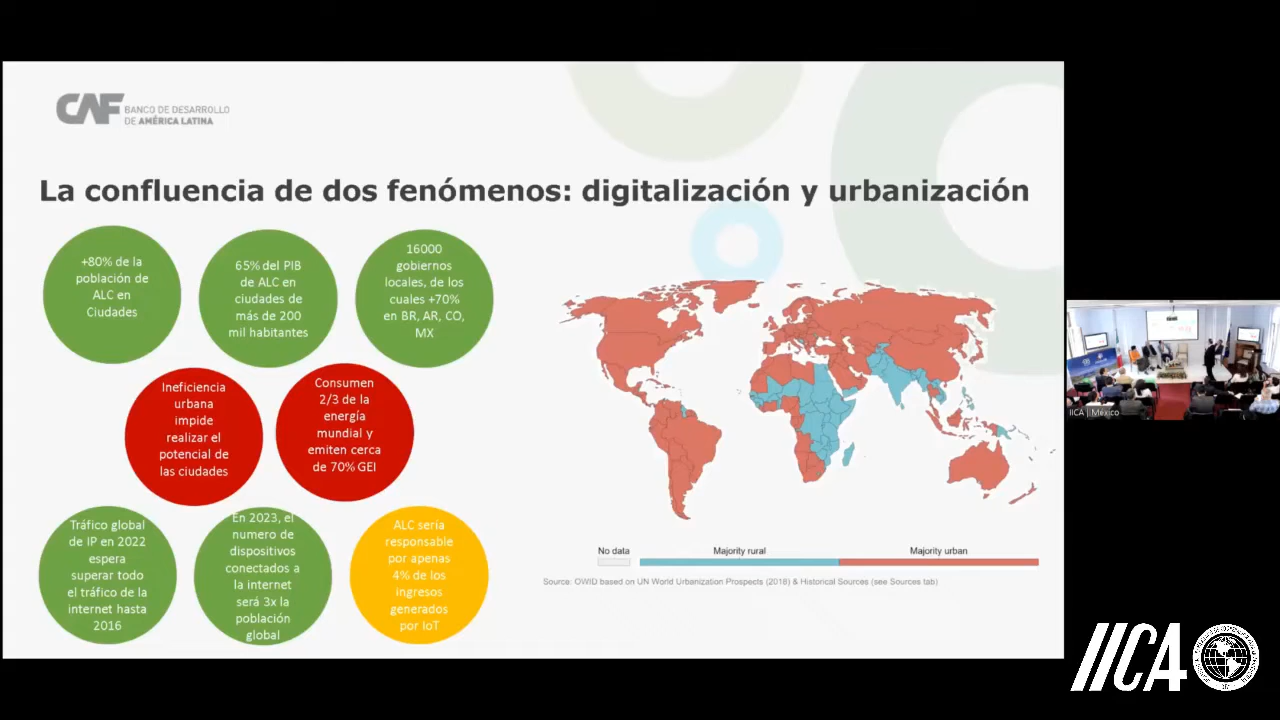 CAF
BANCO DE DESARROLLO
DE AMÉRICA LATINA
La confluencia de dos fenómenos: digitalización y urbanización
+80% de la
población de
ALC en
Ciudades
65% del PIB
de ALC en
ciudades de
más de 200
mil habitantes
16000
gobiernos
locales, de los
cuales +70%
en BR, AR, CO,
MX
Ineficiencia
urbana
impide
realizar el
potencial de
las ciudades
Consumen
2/3 de la
energía
mundial y
emiten cerca
de 70% GEI
Tráfico global
de IP en 2022
espera
superar todo
el tráfico de la
internet hasta
2016
En 2023, el
numero de
dispositivos
conectados a
la internet
será 3x la
población
global
ALC sería
responsable
por apenas
4% de los
ingresos
generados
por IoT
No data
Majority rural
Majority urban
Source: OWID based on UN World Urbanization Prospects (2018) & Historical Sources (see Sources tab)
IICA | México
IICA